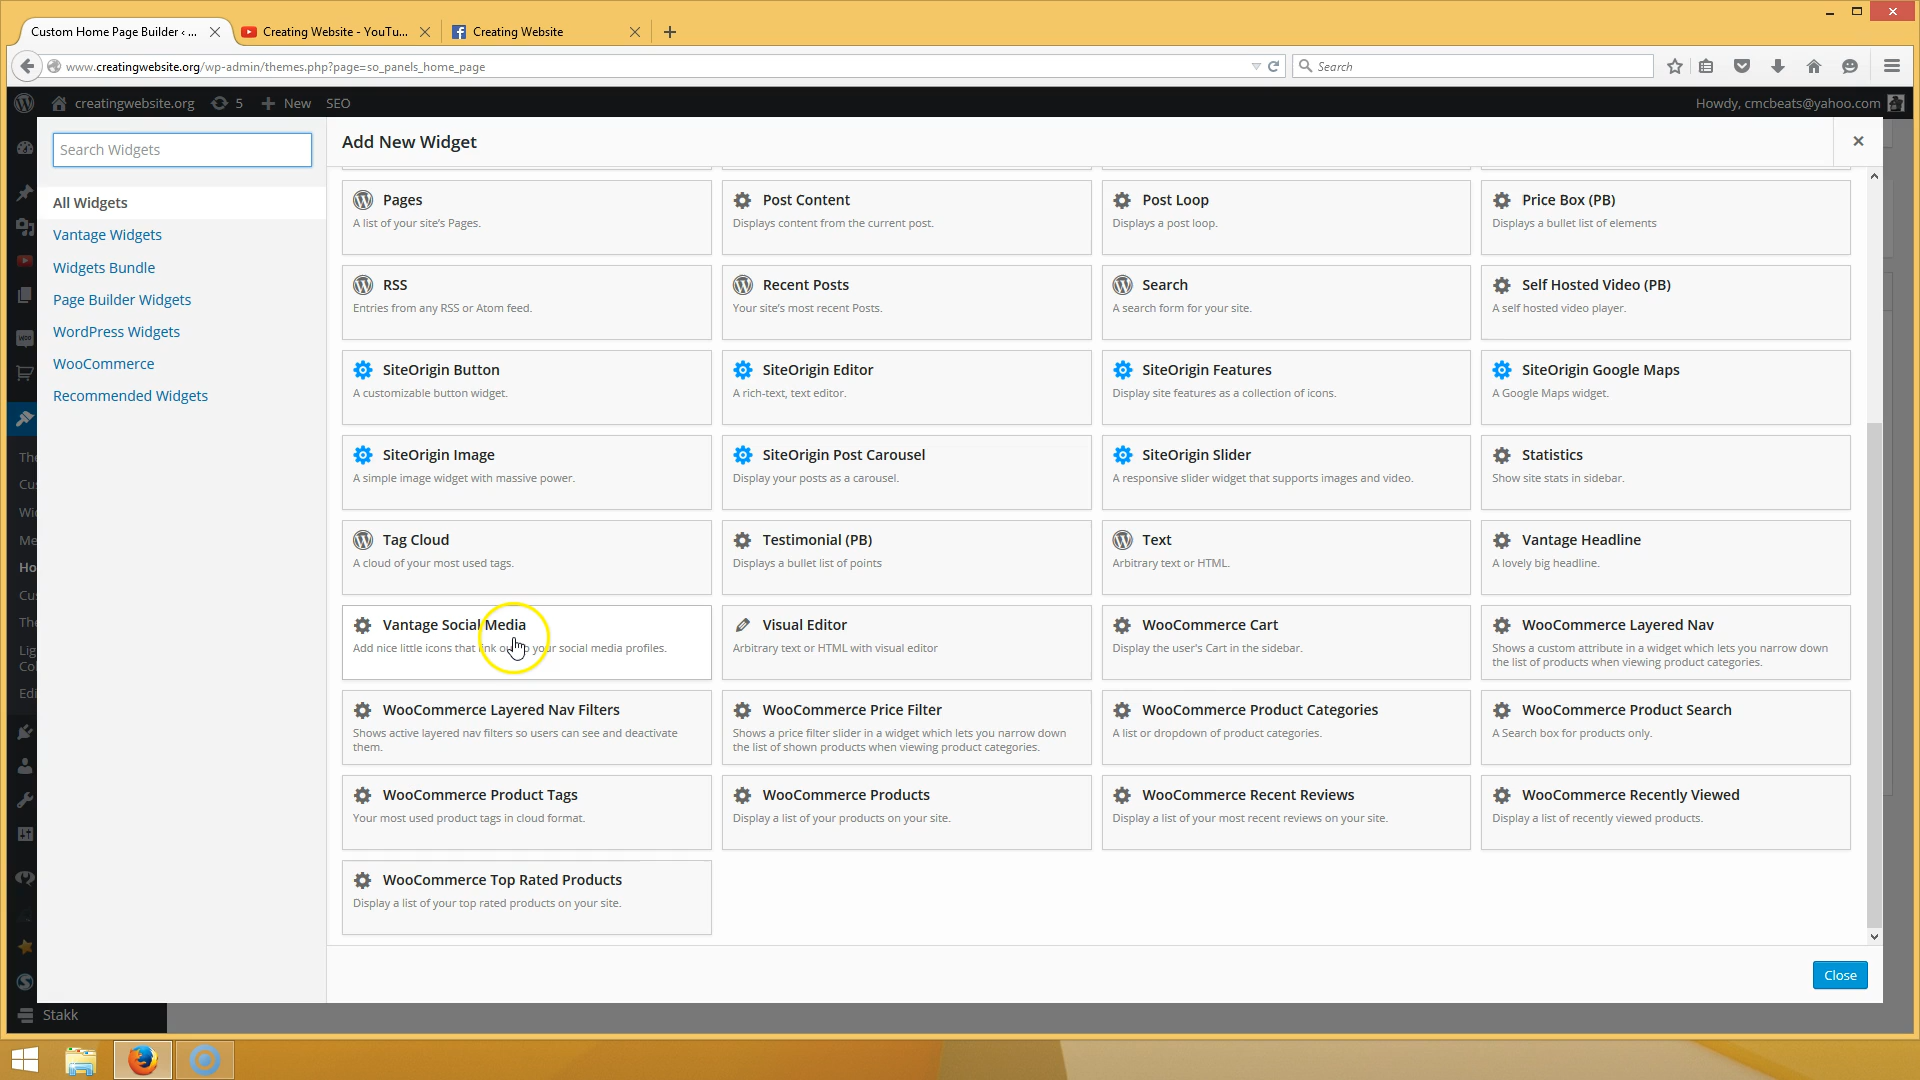 Custom Home Page Builder ‹ ...
Creating Website - YouTu...
Creating Website
www.creatingwebsite.org/wp-admin/themes.php?page=so_panels_home_page
Search
creatingwebsite.org
5
New
SEO
Howdy, cmcbeats@yahoo.com
Search Widgets
Add New Widget
All Widgets
Vantage Widgets
Widgets Bundle
Page Builder Widgets
WordPress Widgets
WooCommerce
Recommended Widgets
Pages
A list of your site's Pages.
Post Content
Displays content from the current post.
Post Loop
Displays a post loop.
Price Box (PB)
Displays a bullet list of elements
RSS
Entries from any RSS or Atom feed.
Recent Posts
Your site's most recent Posts.
Search
A search form for your site.
Self Hosted Video (PB)
A self hosted video player.
SiteOrigin Button
A customizable button widget.
SiteOrigin Editor
A rich-text, text editor.
SiteOrigin Features
Display site features as a collection of icons.
SiteOrigin Google Maps
A Google Maps widget.
SiteOrigin Image
A simple image widget with massive power.
SiteOrigin Post Carousel
Display your posts as a carousel.
SiteOrigin Slider
A responsive slider widget that supports images and video.
Statistics
Show site stats in sidebar.
Tag Cloud
A cloud of your most used tags.
Testimonial (PB)
Displays a bullet list of points
Text
Arbitrary text or HTML.
Vantage Headline
A lovely big headline.
Vantage Social Media
Add nice little icons that link out to your social media profiles.
Visual Editor
Arbitrary text or HTML with visual editor
WooCommerce Cart
Display the user's Cart in the sidebar.
WooCommerce Layered Nav
Shows a custom attribute in a widget which lets you narrow down
the list of products when viewing product categories.
WooCommerce Layered Nav Filters
Shows active layered nav filters so users can see and deactivate
them.
WooCommerce Price Filter
Shows a price filter slider in a widget which lets you narrow down
the list of shown products when viewing product categories.
WooCommerce Product Categories
A list or dropdown of product categories.
WooCommerce Product Search
A Search box for products only.
WooCommerce Product Tags
Your most used product tags in cloud format.
WooCommerce Products
Display a list of your products on your site.
WooCommerce Recent Reviews
Display a list of your most recent reviews on your site.
WooCommerce Recently Viewed
Display a list of recently viewed products.
WooCommerce Top Rated Products
Display a list of your top rated products on your site.
Close
The
Cu
Wi
Me
Ho
Cu
The
Lig
Col
Edi
Stakk